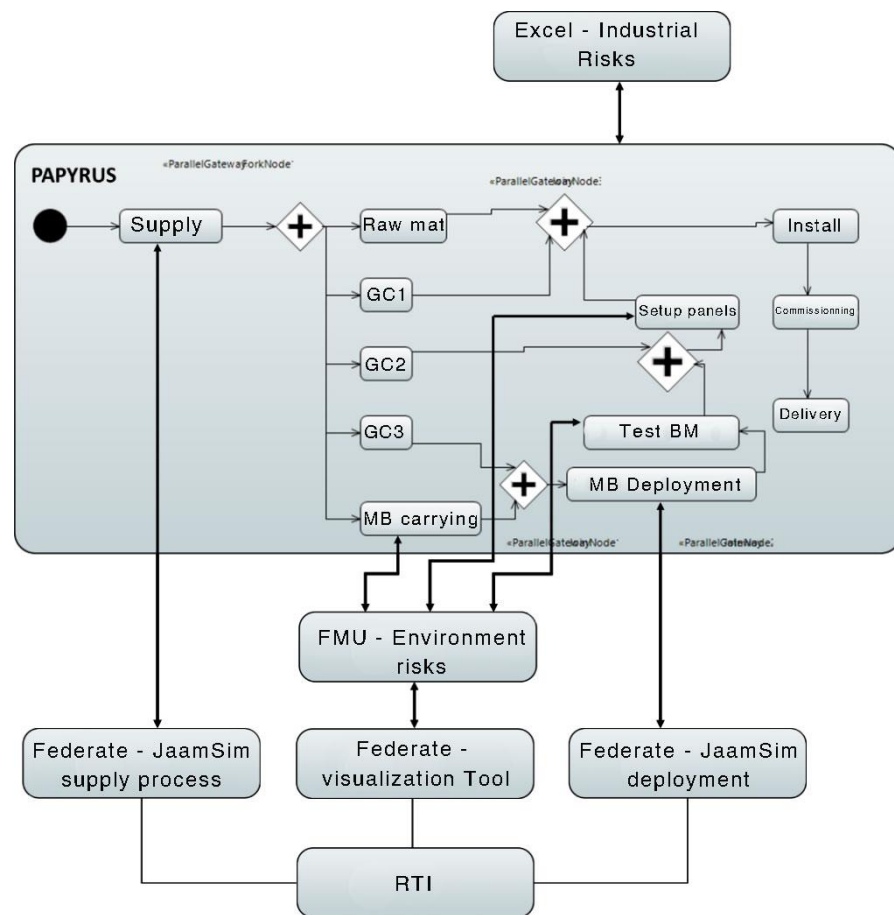 Excel - Industrial
Risks
«ParallelGatewayForkNode1
PAPYRUS
Supply
Raw mat
Install
GC1
Setup panels
Commissionning
GC2
Delivery
GC3
Test BM
MB Deployment
MB carrying
FMU - Environment
risks
Federate - JaamSim
supply process
Federate -
visualization Tool
Federate - JaamSim
deployment
RTI